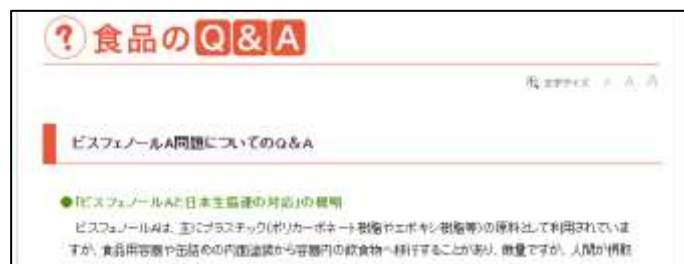 ? 食品のQ&A
文字サイズ A A A
ビスフェノールA問題についてのQ&A
●「ビスフェノールAと日本生協連の対応」の概明
ビスフェノールAは、主にプラスチック(ポリカーボネート樹脂やエポキシ樹脂等)の原料として利用されていま
すが、食品用容器や缶詰めの内面塗装から容器内の飲食物へ移行することがあり、微量ですが、人間が摂取